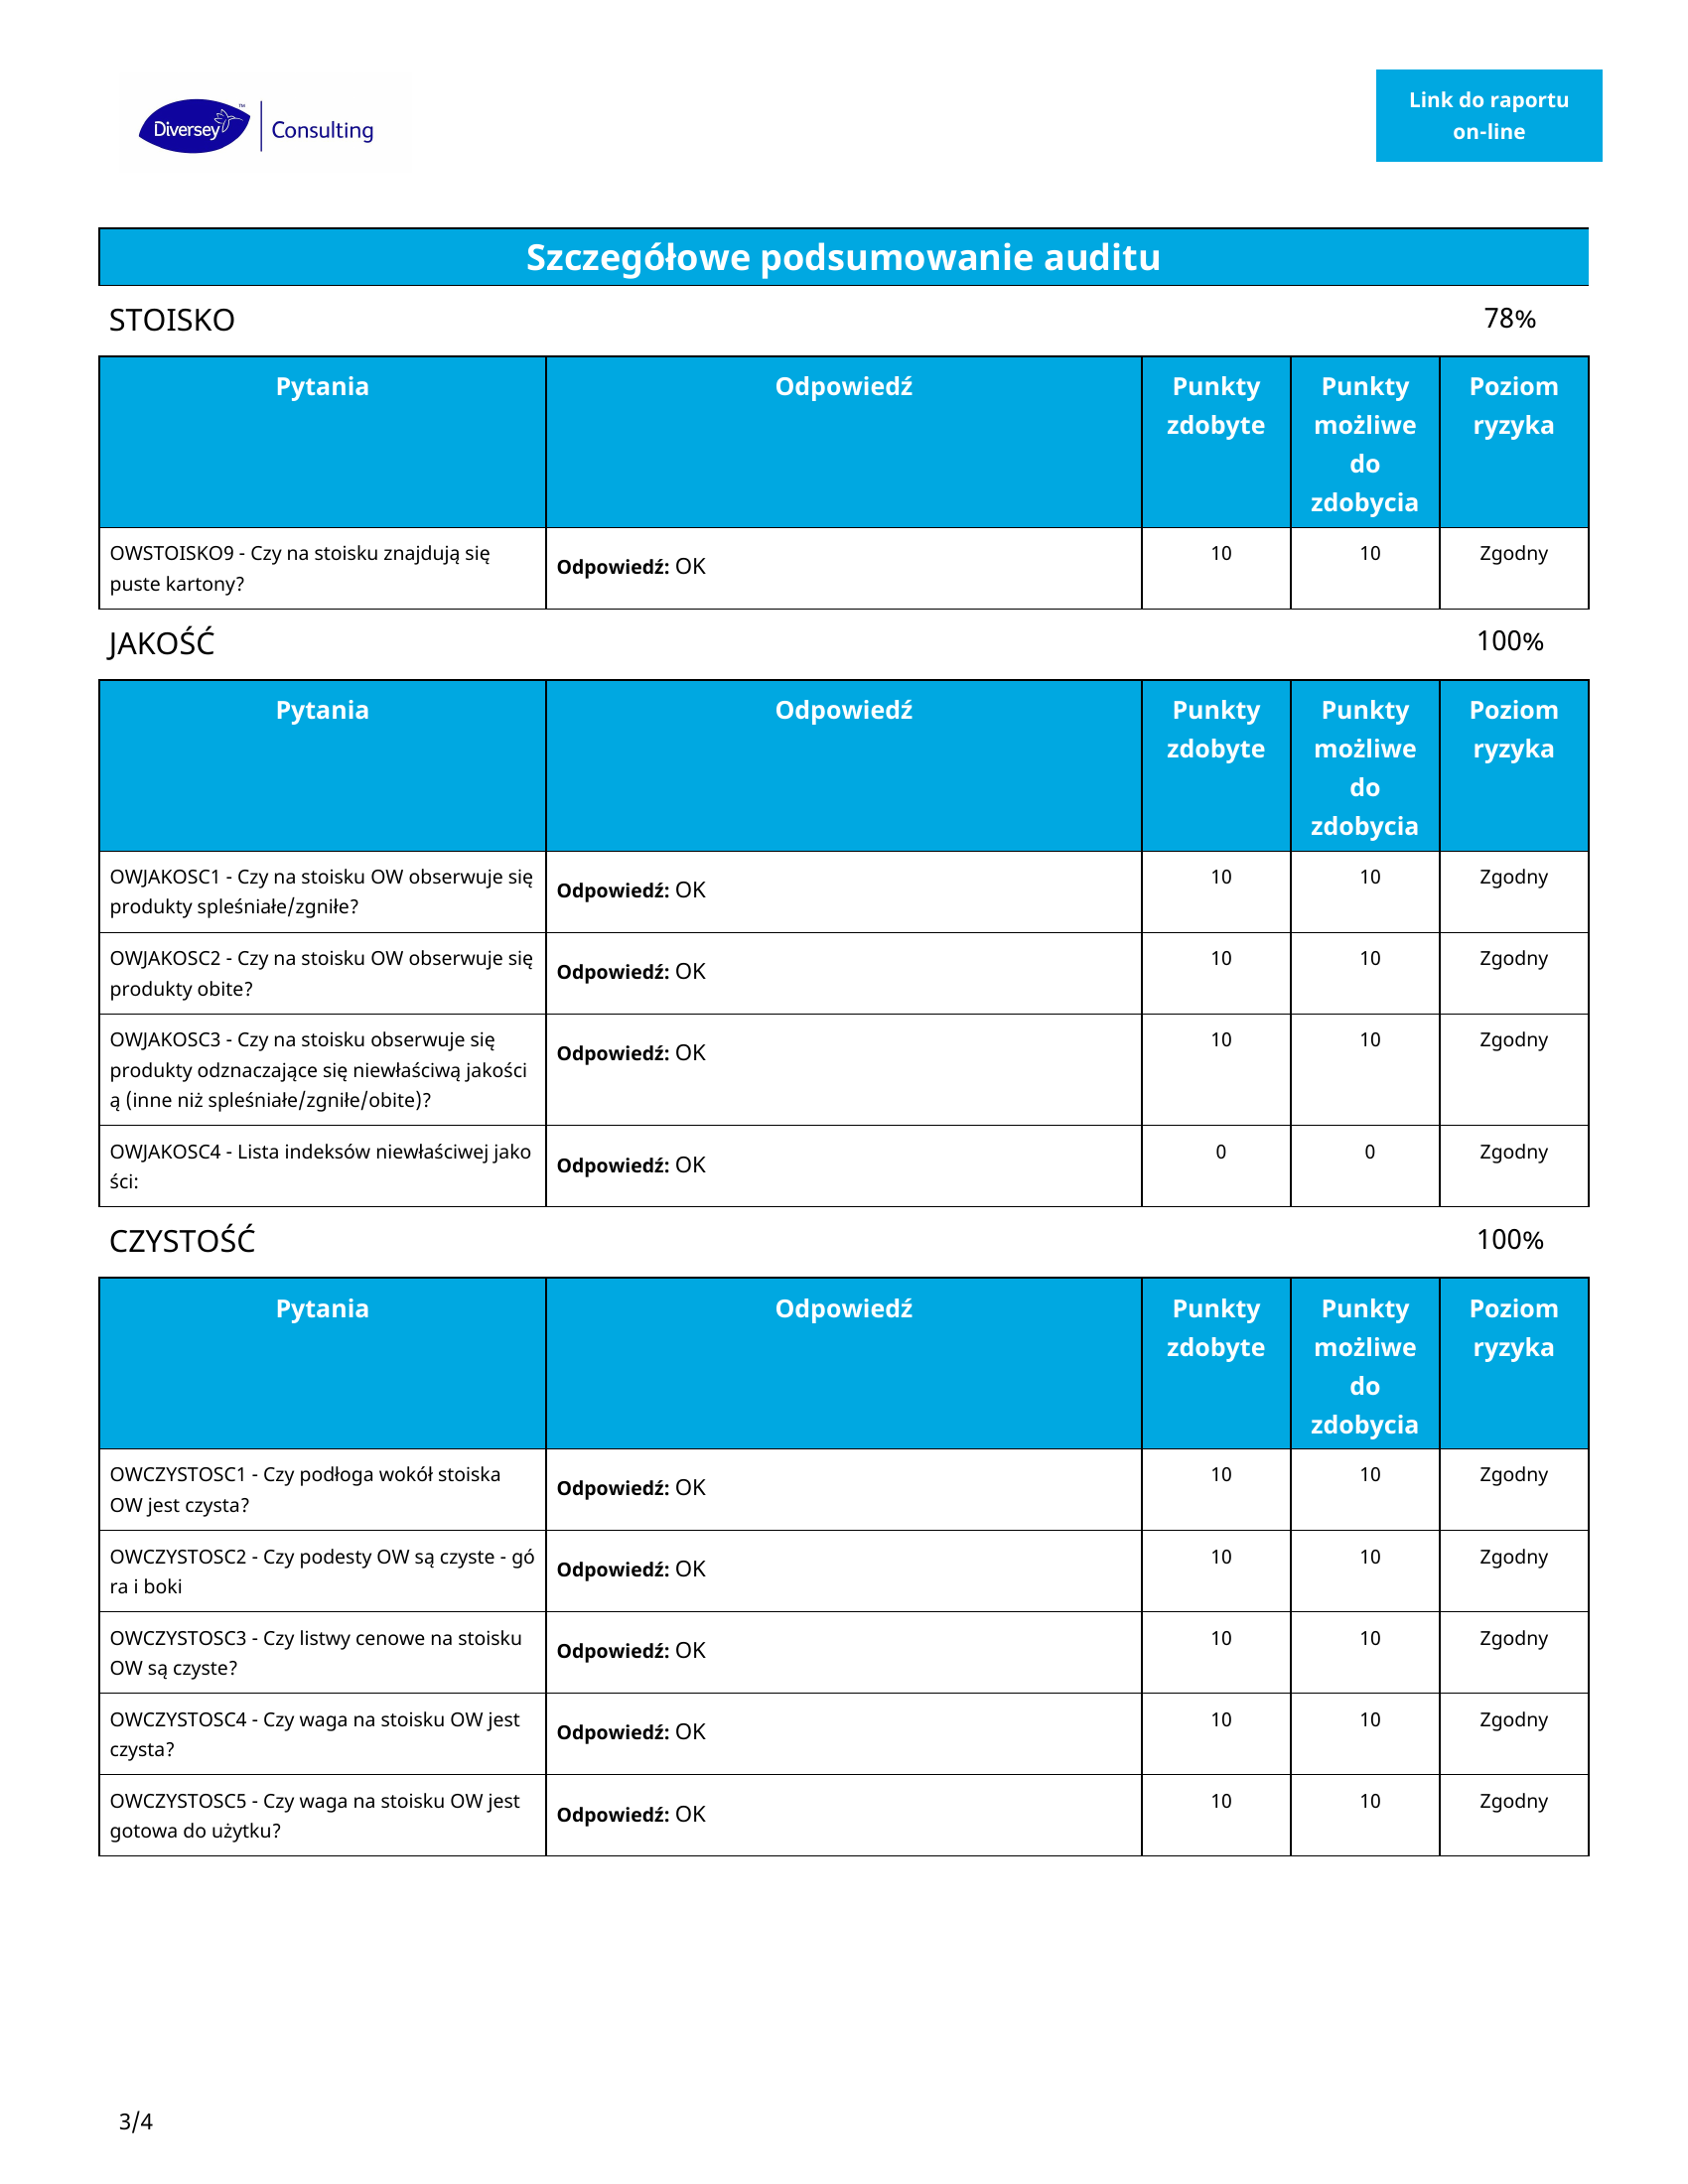 Diversey™ Consulting
Link do raportu
on-line
Szczegółowe podsumowanie auditu
STOISKO 78%
Pytania Odpowiedź Punkty zdobyte Punkty możliwe do zdobycia Poziom ryzyka
OWSTOISKO9 - Czy na stoisku znajdują się
puste kartony?
Odpowiedź: OK 10 10 Zgodny
JAKOŚĆ 100%
Pytania Odpowiedź Punkty zdobyte Punkty możliwe do zdobycia Poziom ryzyka
OWJAKOSC1 - Czy na stoisku OW obserwuje się
produkty spleśniałe/zgniłe?
Odpowiedź: OK 10 10 Zgodny
OWJAKOSC2 - Czy na stoisku OW obserwuje się
produkty obite?
Odpowiedź: OK 10 10 Zgodny
OWJAKOSC3 - Czy na stoisku obserwuje się
produkty odznaczające się niewłaściwą jakości
ą (inne niż spleśniałe/zgniłe/obite)?
Odpowiedź: OK 10 10 Zgodny
OWJAKOSC4 - Lista indeksów niewłaściwej jako
ści:
Odpowiedź: OK 0 0 Zgodny
CZYSTOŚĆ 100%
Pytania Odpowiedź Punkty zdobyte Punkty możliwe do zdobycia Poziom ryzyka
OWCZYSTOSC1 - Czy podłoga wokół stoiska
OW jest czysta?
Odpowiedź: OK 10 10 Zgodny
OWCZYSTOSC2 - Czy podesty OW są czyste - gó
ra i boki
Odpowiedź: OK 10 10 Zgodny
OWCZYSTOSC3 - Czy listwy cenowe na stoisku
OW są czyste?
Odpowiedź: OK 10 10 Zgodny
OWCZYSTOSC4 - Czy waga na stoisku OW jest
czysta?
Odpowiedź: OK 10 10 Zgodny
OWCZYSTOSC5 - Czy waga na stoisku OW jest
gotowa do użytku?
Odpowiedź: OK 10 10 Zgodny
3/4